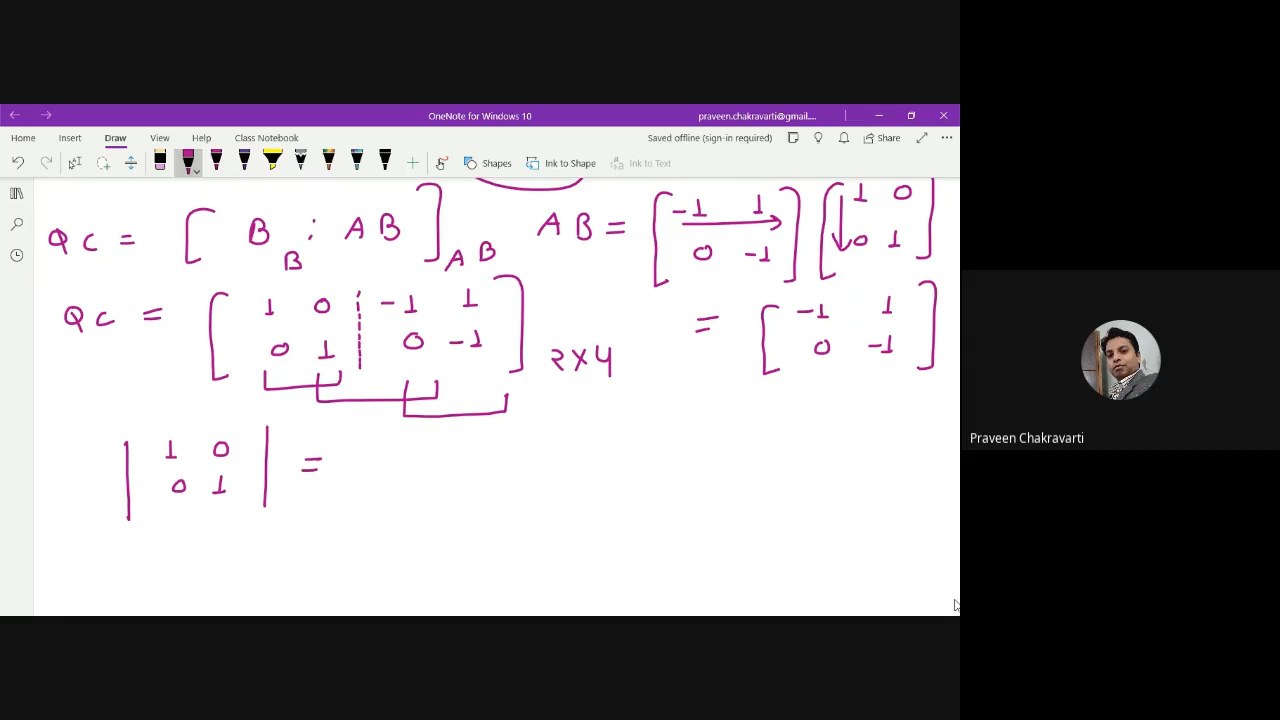 OneNote for Windows 10
praveen.chakravarti@gmail....
Home Insert Draw View Help Class Notebook
Saved offline (sign-in required) Share
Shapes Ink to Shape Ink to Text
QC = [ B : AB ]
B AB
AB = [ -1 1 ] [ 1 0 ]
[ 0 -1 ] [ 0 1 ]
QC = [ 1 0 -1 1 ]
[ 0 1 0 -1 ] 2×4
= [ -1 1 ]
[ 0 -1 ]
| 1 0 | =
| 0 1 |
Praveen Chakravarti